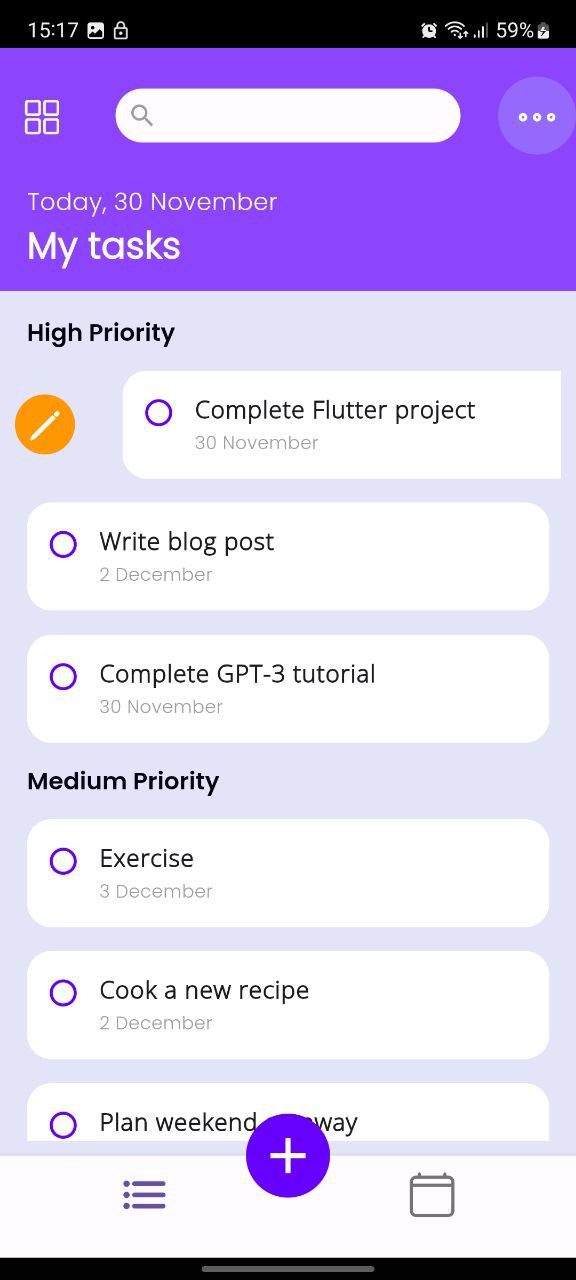 15:17
59%
Today, 30 November
My tasks
High Priority
Complete Flutter project
30 November
Write blog post
2 December
Complete GPT-3 tutorial
30 November
Medium Priority
Exercise
3 December
Cook a new recipe
2 December
Plan weekend